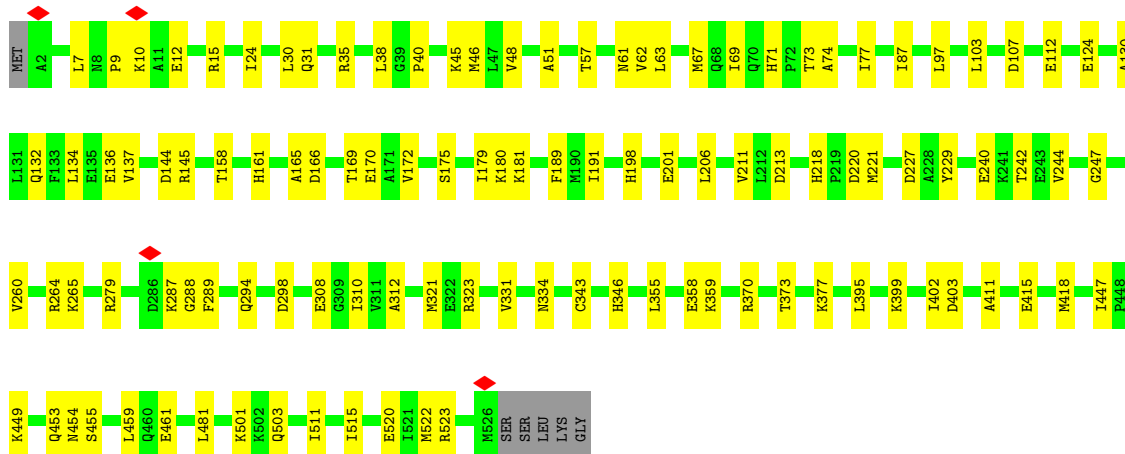 MET A2 L7 N8 P9 K10 A11 E12 R15 I24 L30 Q31 R35 L38 G39 P40 K45 M46 L47 V48 A51 T57 N61 V62 L63 M67 Q68 I69 Q70 H71 P72 T73 A74 I77 I87 L97 L103 D107 E112 E124 A130
L131 Q132 F133 L134 E135 E136 V137 D144 R145 T158 H161 A165 D166 T169 E170 A171 V172 S175 I179 K180 K181 F189 M190 I191 H198 E201 L206 V211 L212 D213 H218 P219 D220 M221 D227 A228 Y229 E240 K241 T242 E243 V244 G247
V260 R264 K265 R279 D286 K287 G288 F289 Q294 D298 E308 G309 I310 V311 A312 M321 E322 R323 V331 N334 C343 H346 L355 E358 K359 R370 T373 K377 L395 K399 I402 D403 A411 E415 M418 I447 P448
K449 Q453 N454 S455 L459 Q460 E461 L481 K501 K502 Q503 I511 I515 E520 I521 M522 R523 M526 SER SER LEU LYS GLY